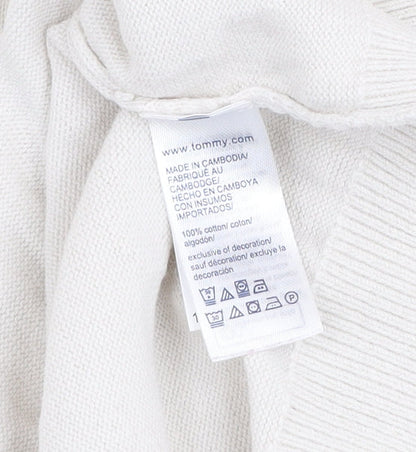 www.tommy.com
MADE IN CAMBODIA/
FABRIQUÉ AU
CAMBODGE/
HECHO EN CAMBOYA
CON INSUMOS
IMPORTADOS/
100% cotton/ coton/
algodón/
exclusive of decoration/
sauf décoration/ excluye la
decoración